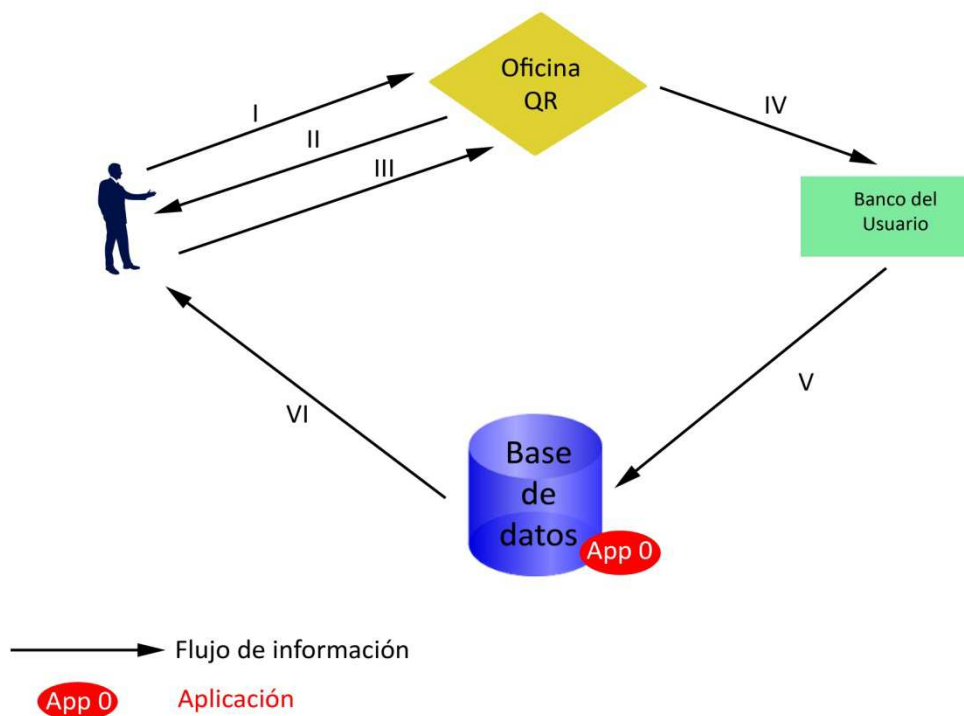 Oficina
QR
I
II
III
IV
Banco del
Usuario
V
VI
Base
de
datos
App 0
Flujo de información
App 0
Aplicación